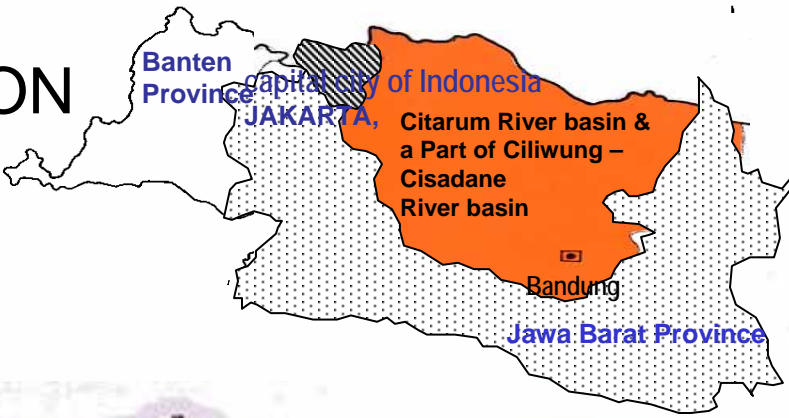 ON
Banten
Province
capital city of Indonesia
JAKARTA,
Citarum River basin &
a Part of Ciliwung –
Cisadane
River basin
Bandung
Jawa Barat Province